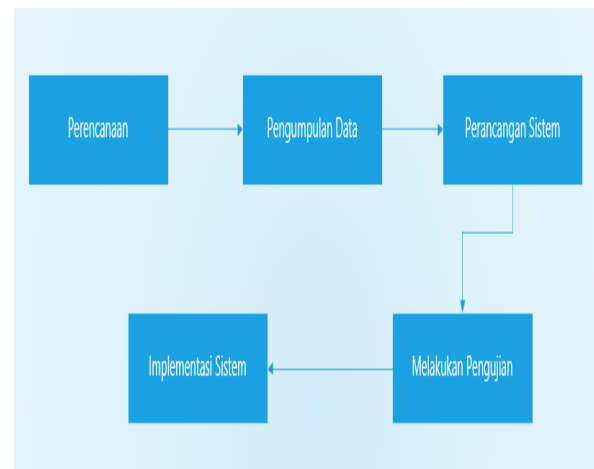 Perencanaan
Pengumpulan Data
Perancangan Sistem
Melakukan Pengujian
Implementasi Sistem